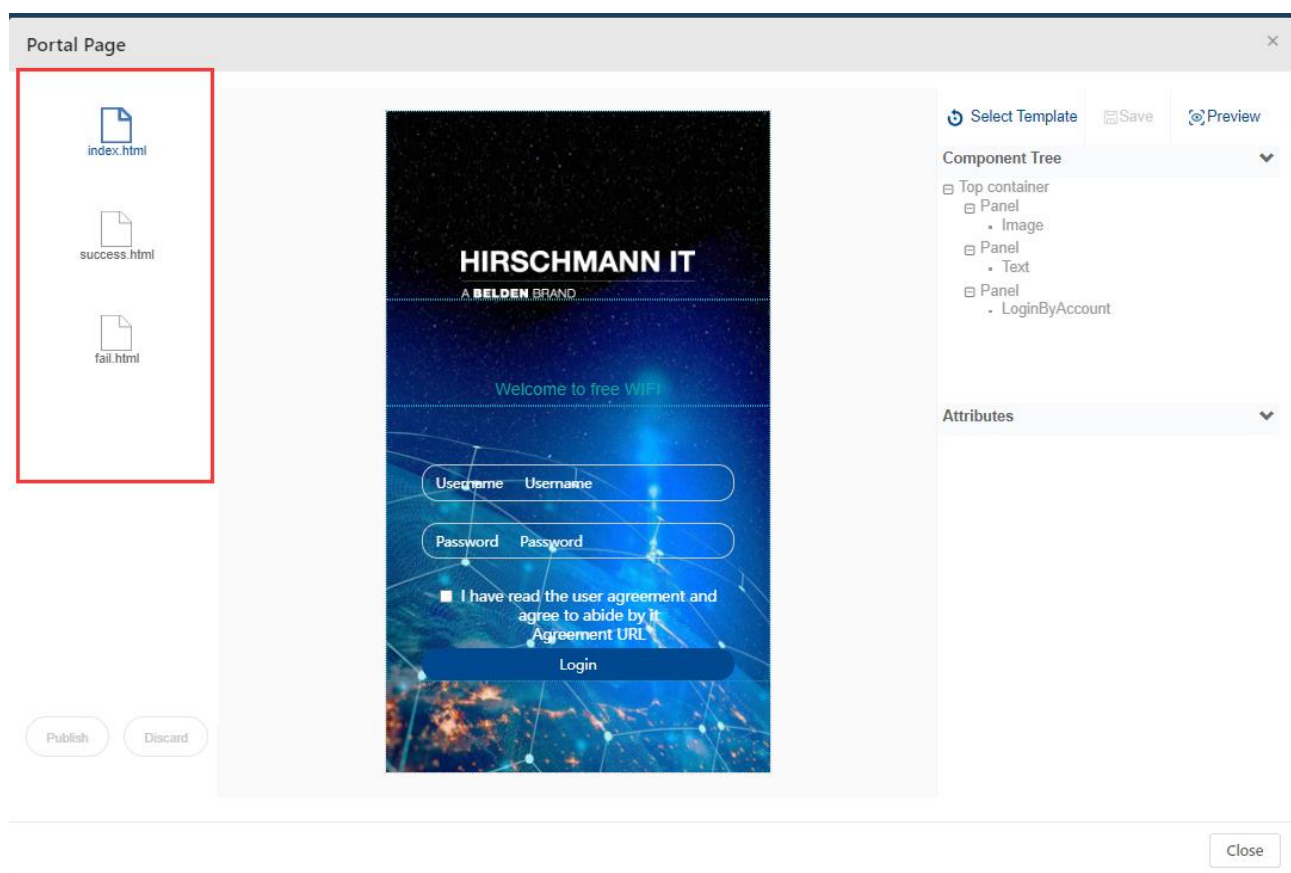 Portal Page
×
index.html
success.html
fail.html
Publish
Discard
HIRSCHMANN IT
A BELDEN BRAND
Welcome to free WIFI
Username Username
Password Password
I have read the user agreement and
agree to abide by it
Agreement URL
Login
Select Template
Save
Preview
Component Tree
Top container
Panel
Image
Panel
Text
Panel
LoginByAccount
Attributes
Close